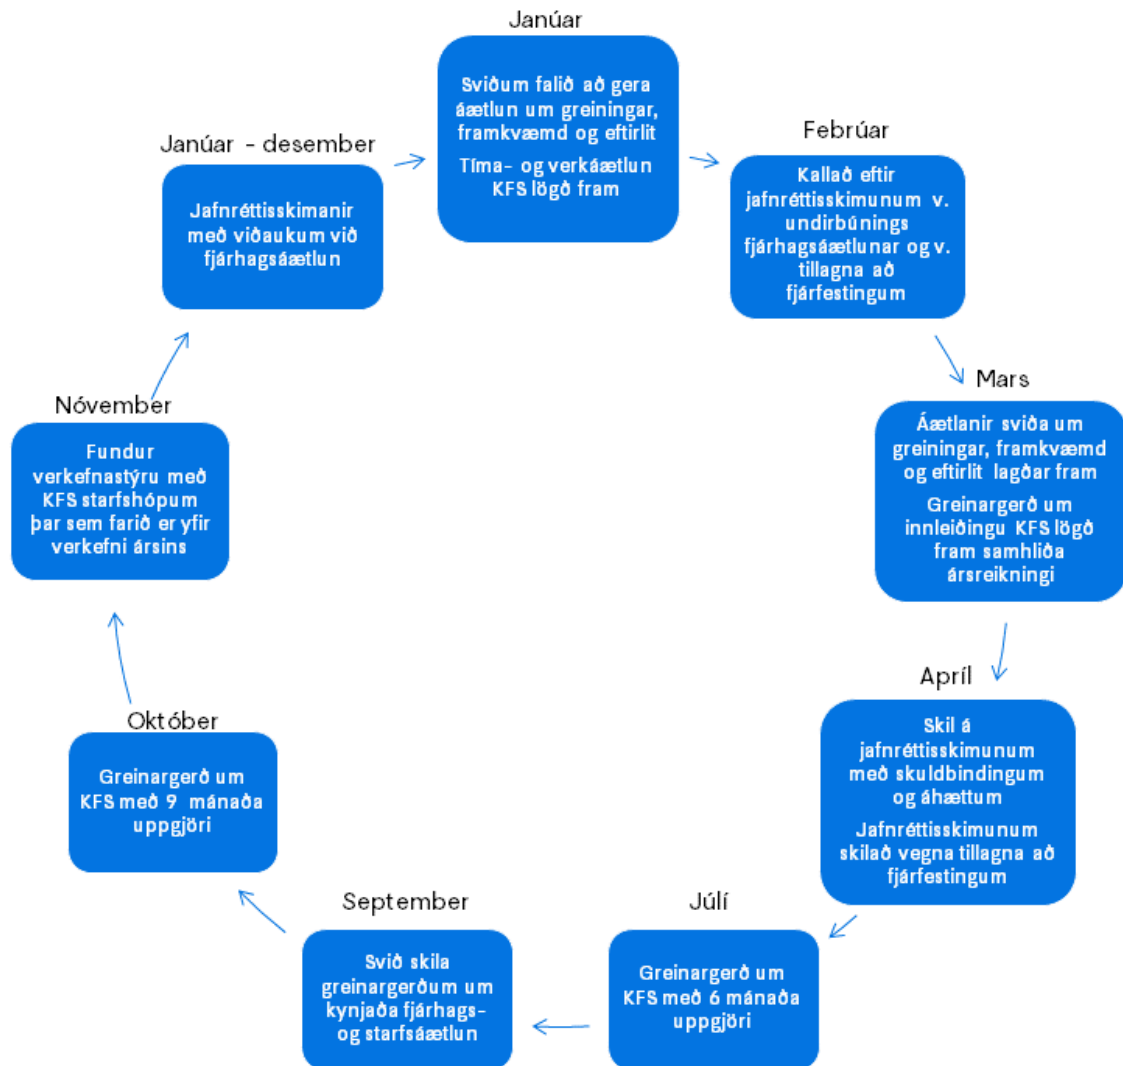 Janúar
Sviðum falið að gera
áætlun um greiningar,
framkvæmd og eftirlit
Tíma- og verkáætlun
KFS lögð fram
Febrúar
Kallað eftir
jafnréttisskimunum v.
undirbúnings
fjárhagsáætlunar og v.
tillagna að
fjárfestingum
Mars
Áætlanir sviða um
greiningar, framkvæmd
og eftirlit lagðar fram
Greinargerð um
innleiðingu KFS lögð
fram samhliða
ársreikningi
Apríl
Skil á
jafnréttisskimunum
með skuldbindingum
og áhættum
Jafnréttisskimunum
skilað vegna tillagna að
fjárfestingum
Júlí
Greinargerð um
KFS með 6 mánaða
uppgjöri
September
Svið skila
greinargerðum um
kynjaða fjárhags-
og starfsáætlun
Október
Greinargerð um
KFS með 9 mánaða
uppgjöri
Nóvember
Fundur
verkefnastýru með
KFS starfshópum
þar sem farið er yfir
verkefni ársins
Janúar - desember
Jafnréttisskimanir
með viðaukum við
fjárhagsáætlun